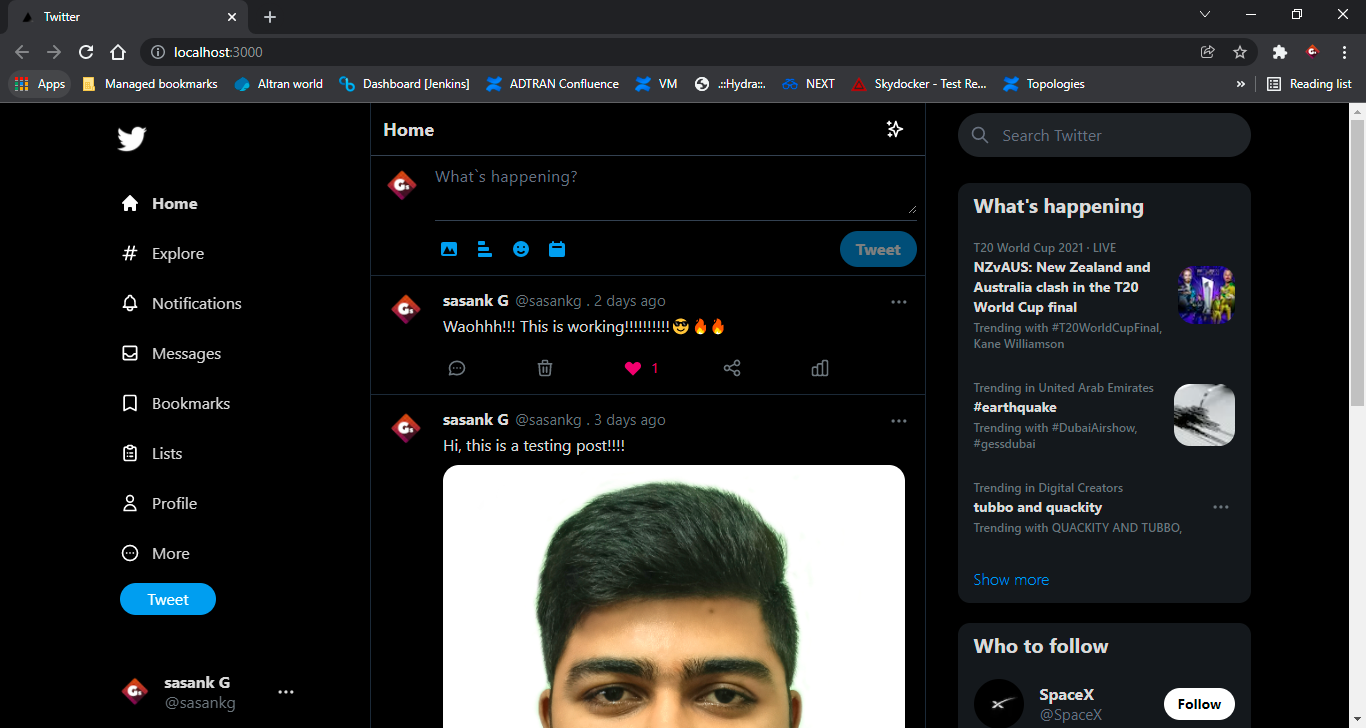 Twitter
localhost:3000
Apps
Managed bookmarks
Altran world
Dashboard [Jenkins]
ADTRAN Confluence
VM
.::Hydra::.
NEXT
Skydocker - Test Re...
Topologies
»
Reading list
Home
Explore
Notifications
Messages
Bookmarks
Lists
Profile
More
Tweet
sasank G
@sasankg
Home
What`s happening?
Tweet
sasank G @sasankg . 2 days ago
Waohhh!!! This is working!!!!!!!!!!😎🔥🔥
1
sasank G @sasankg . 3 days ago
Hi, this is a testing post!!!!
Search Twitter
What's happening
T20 World Cup 2021 · LIVE
NZvAUS: New Zealand and
Australia clash in the T20
World Cup final
Trending with #T20WorldCupFinal,
Kane Williamson
Trending in United Arab Emirates
#earthquake
Trending with #DubaiAirshow,
#gessdubai
Trending in Digital Creators
tubbo and quackity
Trending with QUACKITY AND TUBBO,
Show more
Who to follow
SpaceX
@SpaceX
Follow